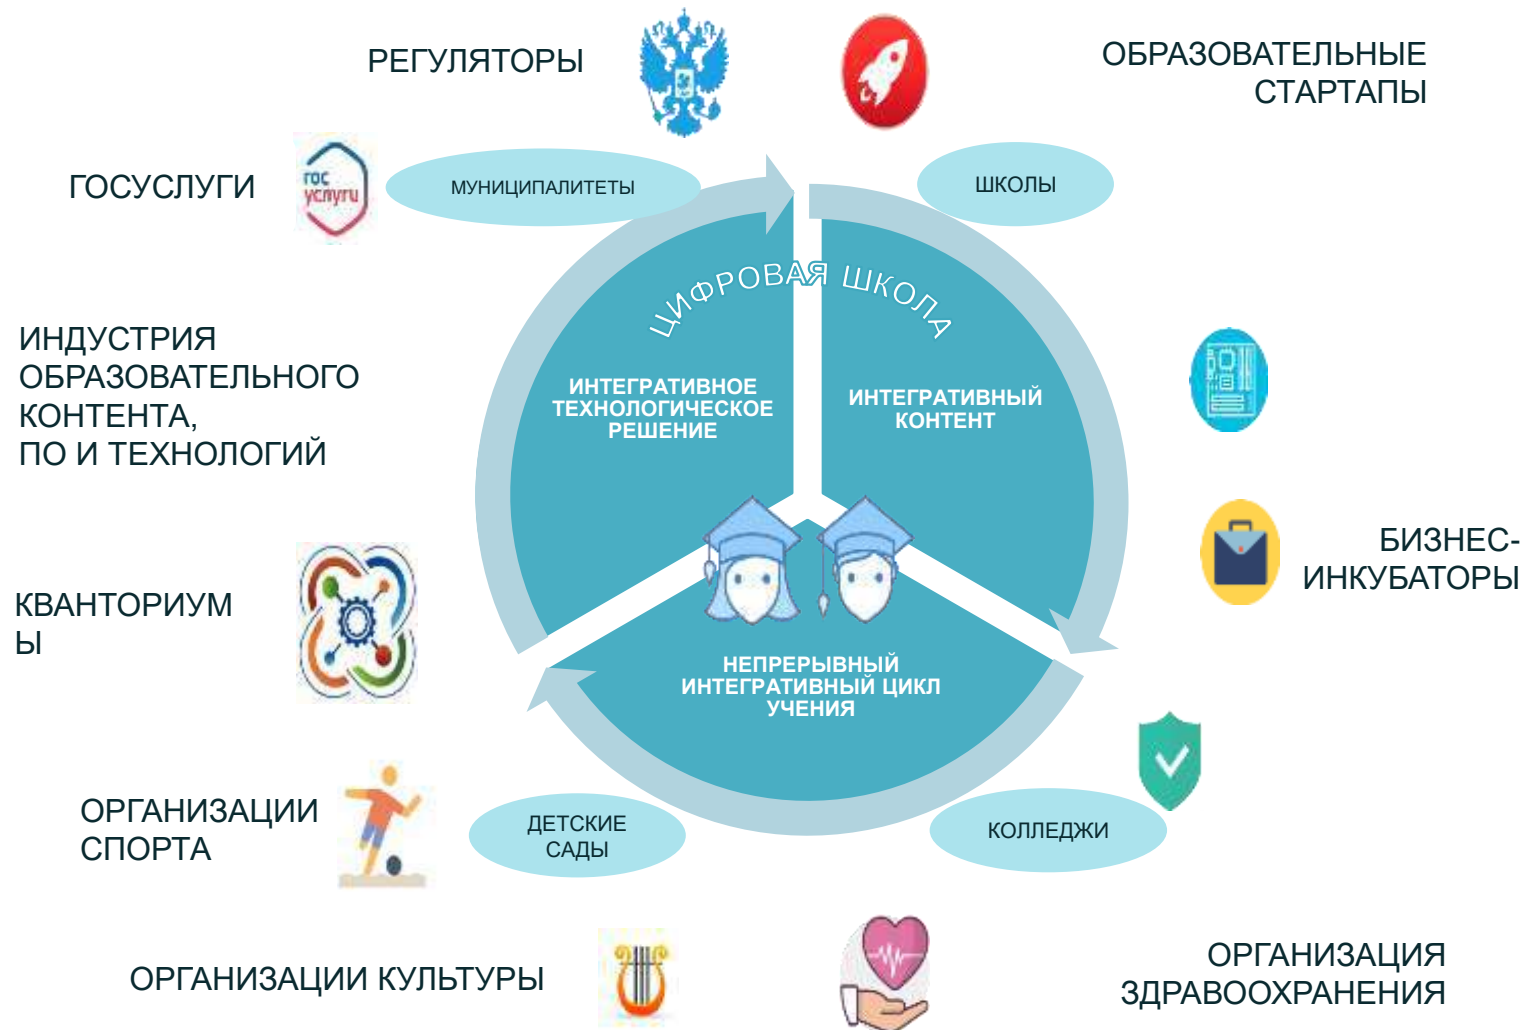 РЕГУЛЯТОРЫ
ОБРАЗОВАТЕЛЬНЫЕ
СТАРТАПЫ
ГОСУСЛУГИ
гос
услуги
МУНИЦИПАЛИТЕТЫ
ШКОЛЫ
ЦИФРОВАЯ ШКОЛА
ИНДУСТРИЯ
ОБРАЗОВАТЕЛЬНОГО
КОНТЕНТА,
ПО И ТЕХНОЛОГИЙ
ИНТЕГРАТИВНОЕ
ТЕХНОЛОГИЧЕСКОЕ
РЕШЕНИЕ
ИНТЕГРАТИВНЫЙ
КОНТЕНТ
БИЗНЕС-
ИНКУБАТОРЫ
КВАНТОРИУМ
Ы
НЕПРЕРЫВНЫЙ
ИНТЕГРАТИВНЫЙ ЦИКЛ
УЧЕНИЯ
ОРГАНИЗАЦИИ
СПОРТА
ДЕТСКИЕ
САДЫ
КОЛЛЕДЖИ
ОРГАНИЗАЦИИ КУЛЬТУРЫ
ОРГАНИЗАЦИЯ
ЗДРАВООХРАНЕНИЯ